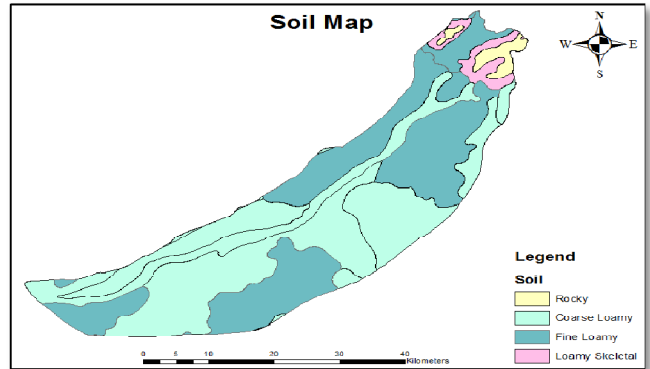 Soil Map
N
W E
S
Legend
Soil
Rocky
Coarse Loamy
Fine Loamy
Loamy Skeletal
0 5 10 20 30 40
Kilometers